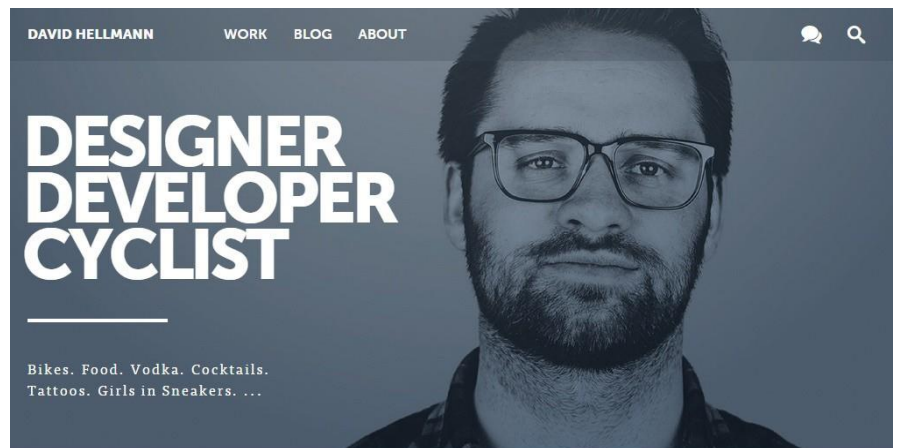 DAVID HELLMANN WORK BLOG ABOUT
DESIGNER
DEVELOPER
CYCLIST
Bikes. Food. Vodka. Cocktails.
Tattoos. Girls in Sneakers. ...